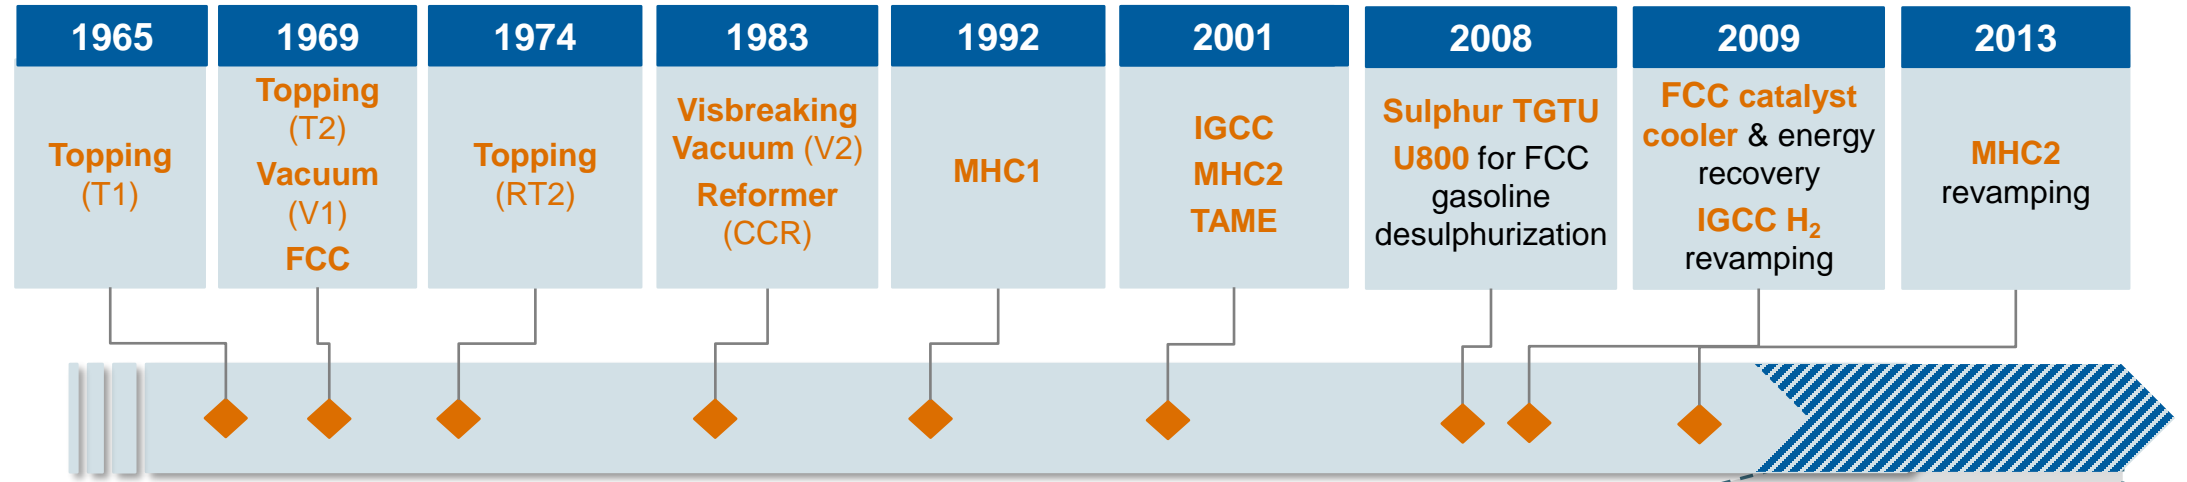 1965
Topping
(T1)
1969
Topping
(T2)
Vacuum
(V1)
FCC
1974
Topping
(RT2)
1983
Visbreaking
Vacuum (V2)
Reformer
(CCR)
1992
MHC1
2001
IGCC
MHC2
TAME
2008
Sulphur TGTU
U800 for FCC
gasoline
desulphurization
2009
FCC catalyst
cooler & energy
recovery
IGCC H₂
revamping
2013
MHC2
revamping